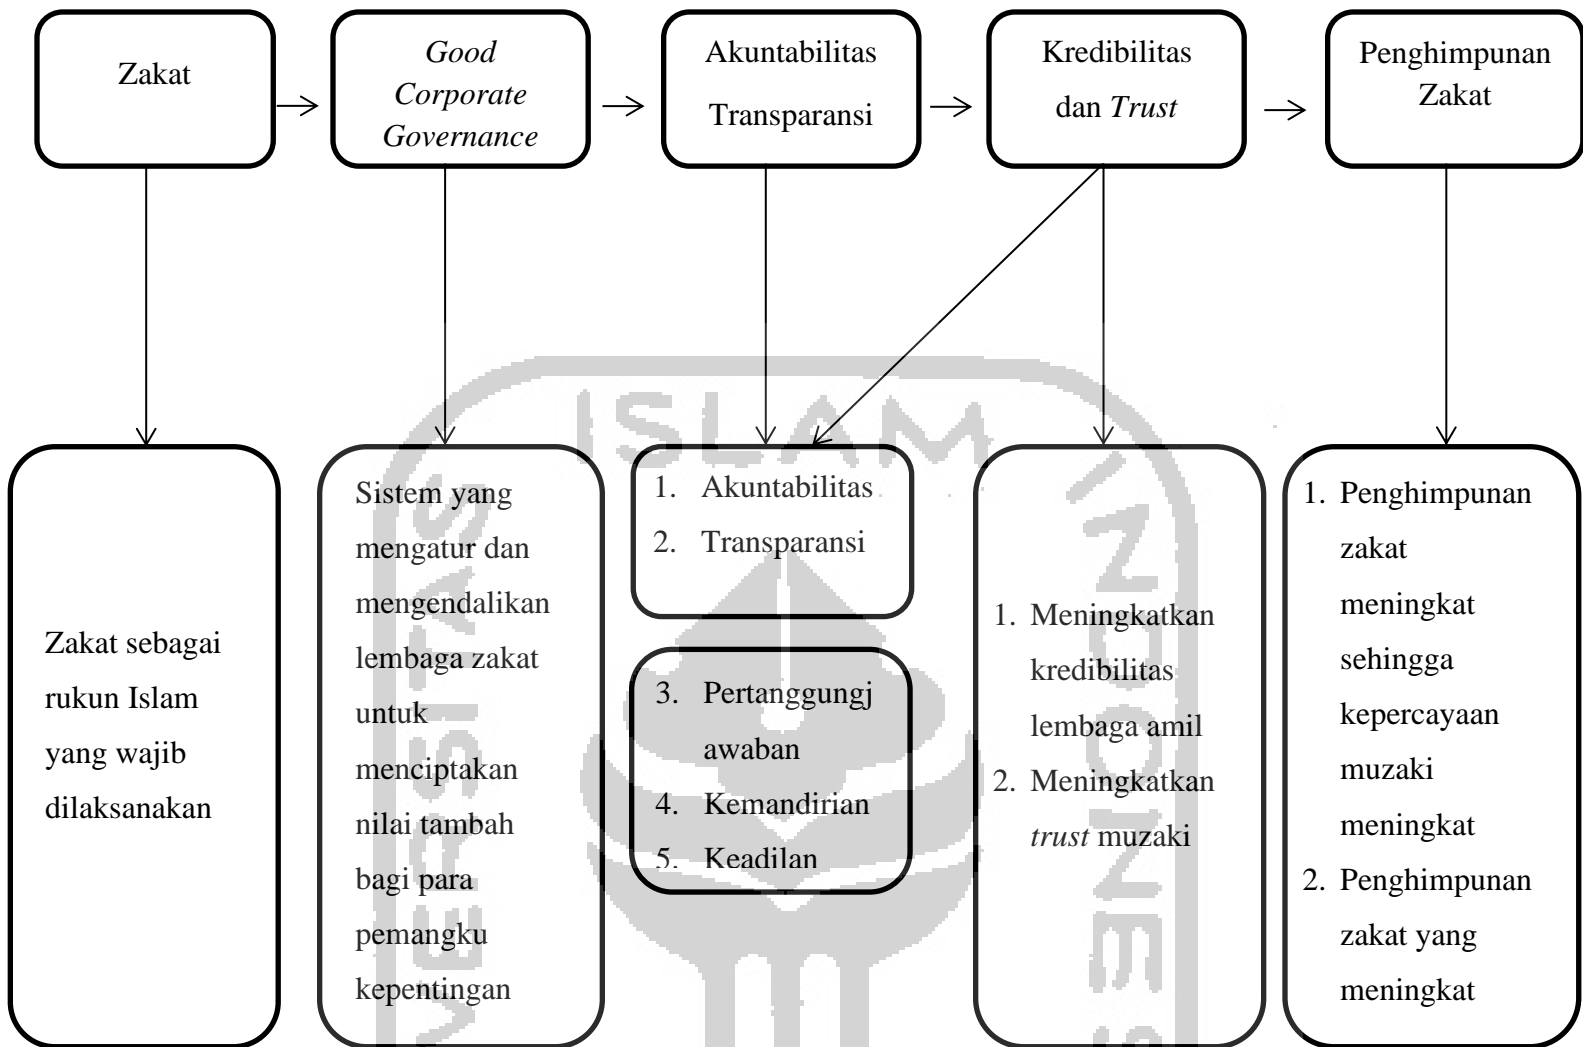 Zakat
Good
Corporate
Governance
Akuntabilitas
Transparansi
Kredibilitas
dan Trust
Penghimpunan
Zakat
Zakat sebagai
rukun Islam
yang wajib
dilaksanakan
Sistem yang
mengatur dan
mengendalikan
lembaga zakat
untuk
menciptakan
nilai tambah
bagi para
pemangku
kepentingan
1. Akuntabilitas
2. Transparansi
3. Pertanggungj
awaban
4. Kemandirian
5. Keadilan
1. Meningkatkan
kredibilitas
lembaga amil
2. Meningkatkan
trust muzaki
1. Penghimpunan
zakat
meningkat
sehingga
kepercayaan
muzaki
meningkat
2. Penghimpunan
zakat yang
meningkat
ISLAM